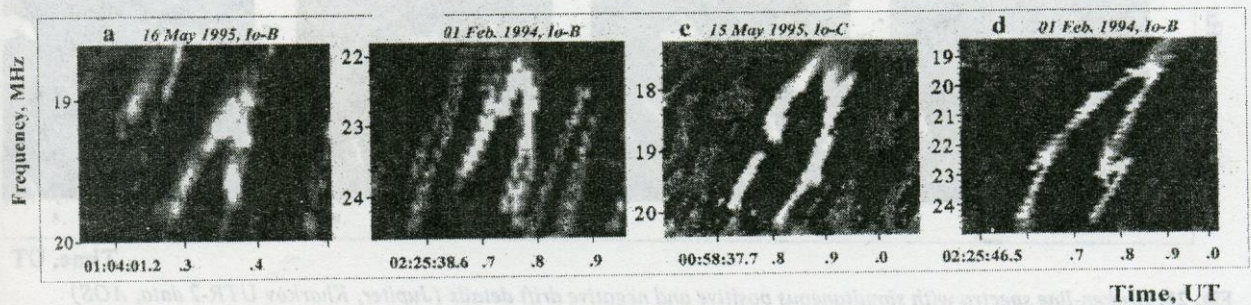 a 16 May 1995, Io-B
01 Feb. 1994, Io-B
c 15 May 1995, Io-C
d 01 Feb. 1994, Io-B
Frequency, MHz
19
20
22
23
24
18
19
20
19
20
21
22
23
24
01:04:01.2 .3 .4
02:25:38.6 .7 .8 .9
00:58:37.7 .8 .9 .0
02:25:46.5 .7 .8 .9 .0
Time, UT